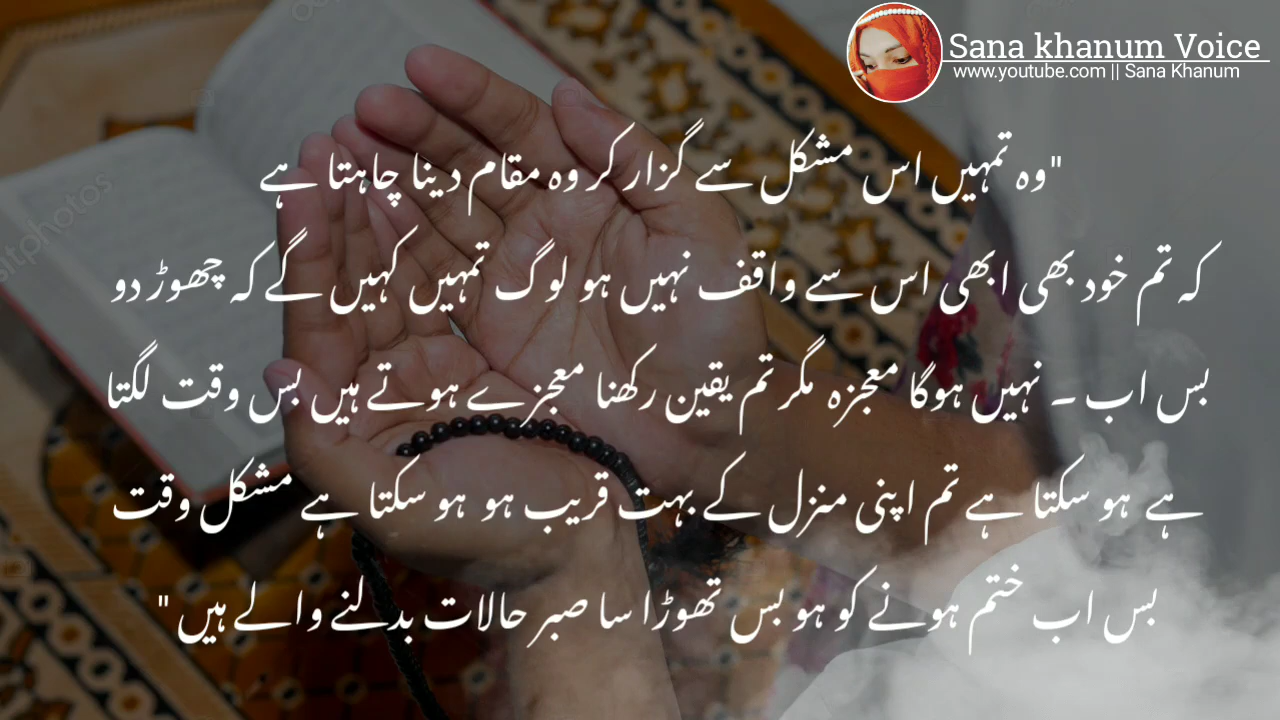 Sana khanum Voice
www.youtube.com || Sana Khanum
"وہ تمہیں اس مشکل سے گزار کر وہ مقام دینا چاہتا ہے
کہ تم خود بھی ابھی اس سے واقف نہیں ہو لوگ تمہیں کہیں گے کہ چھوڑ دو
بس اب ۔ نہیں ہوگا معجزہ مگر تم یقین رکھنا معجزے ہوتے ہیں بس وقت لگتا
ہے ہو سکتا ہے تم اپنی منزل کے بہت قریب ہو ہو سکتا ہے مشکل وقت
بس اب ختم ہونے کو ہو بس تھوڑا سا صبر حالات بدلنے والے ہیں "